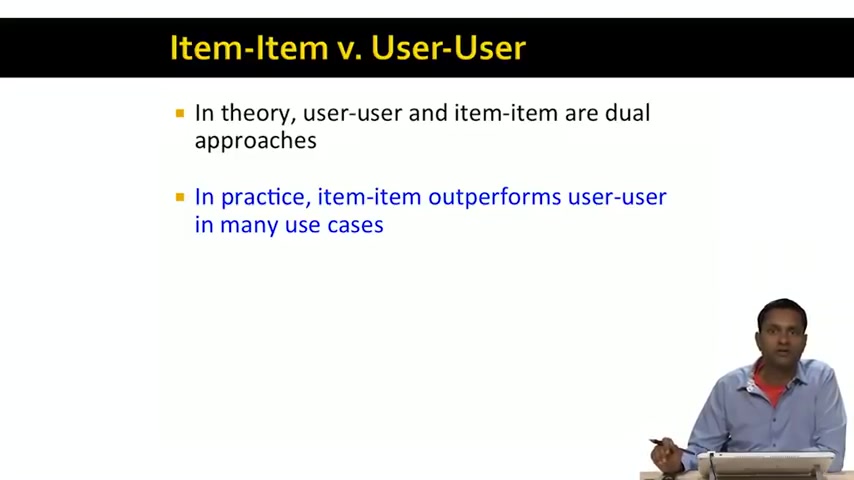 Item-Item v. User-User
In theory, user-user and item-item are dual
approaches
In practice, item-item outperforms user-user
in many use cases